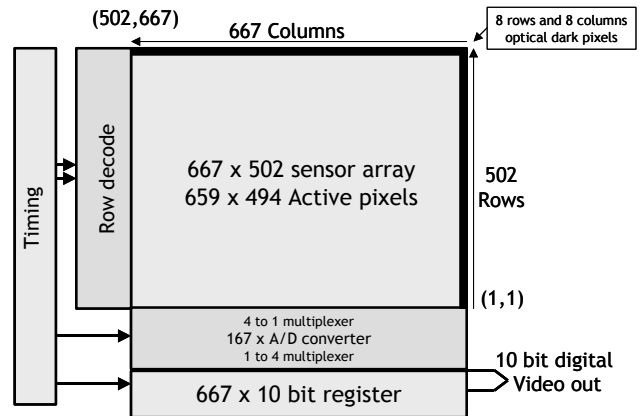 (502,667)
667 Columns
8 rows and 8 columns
optical dark pixels
Timing
Row decode
667 x 502 sensor array
659 x 494 Active pixels
502
Rows
(1,1)
4 to 1 multiplexer
167 x A/D converter
1 to 4 multiplexer
10 bit digital
Video out
667 x 10 bit register